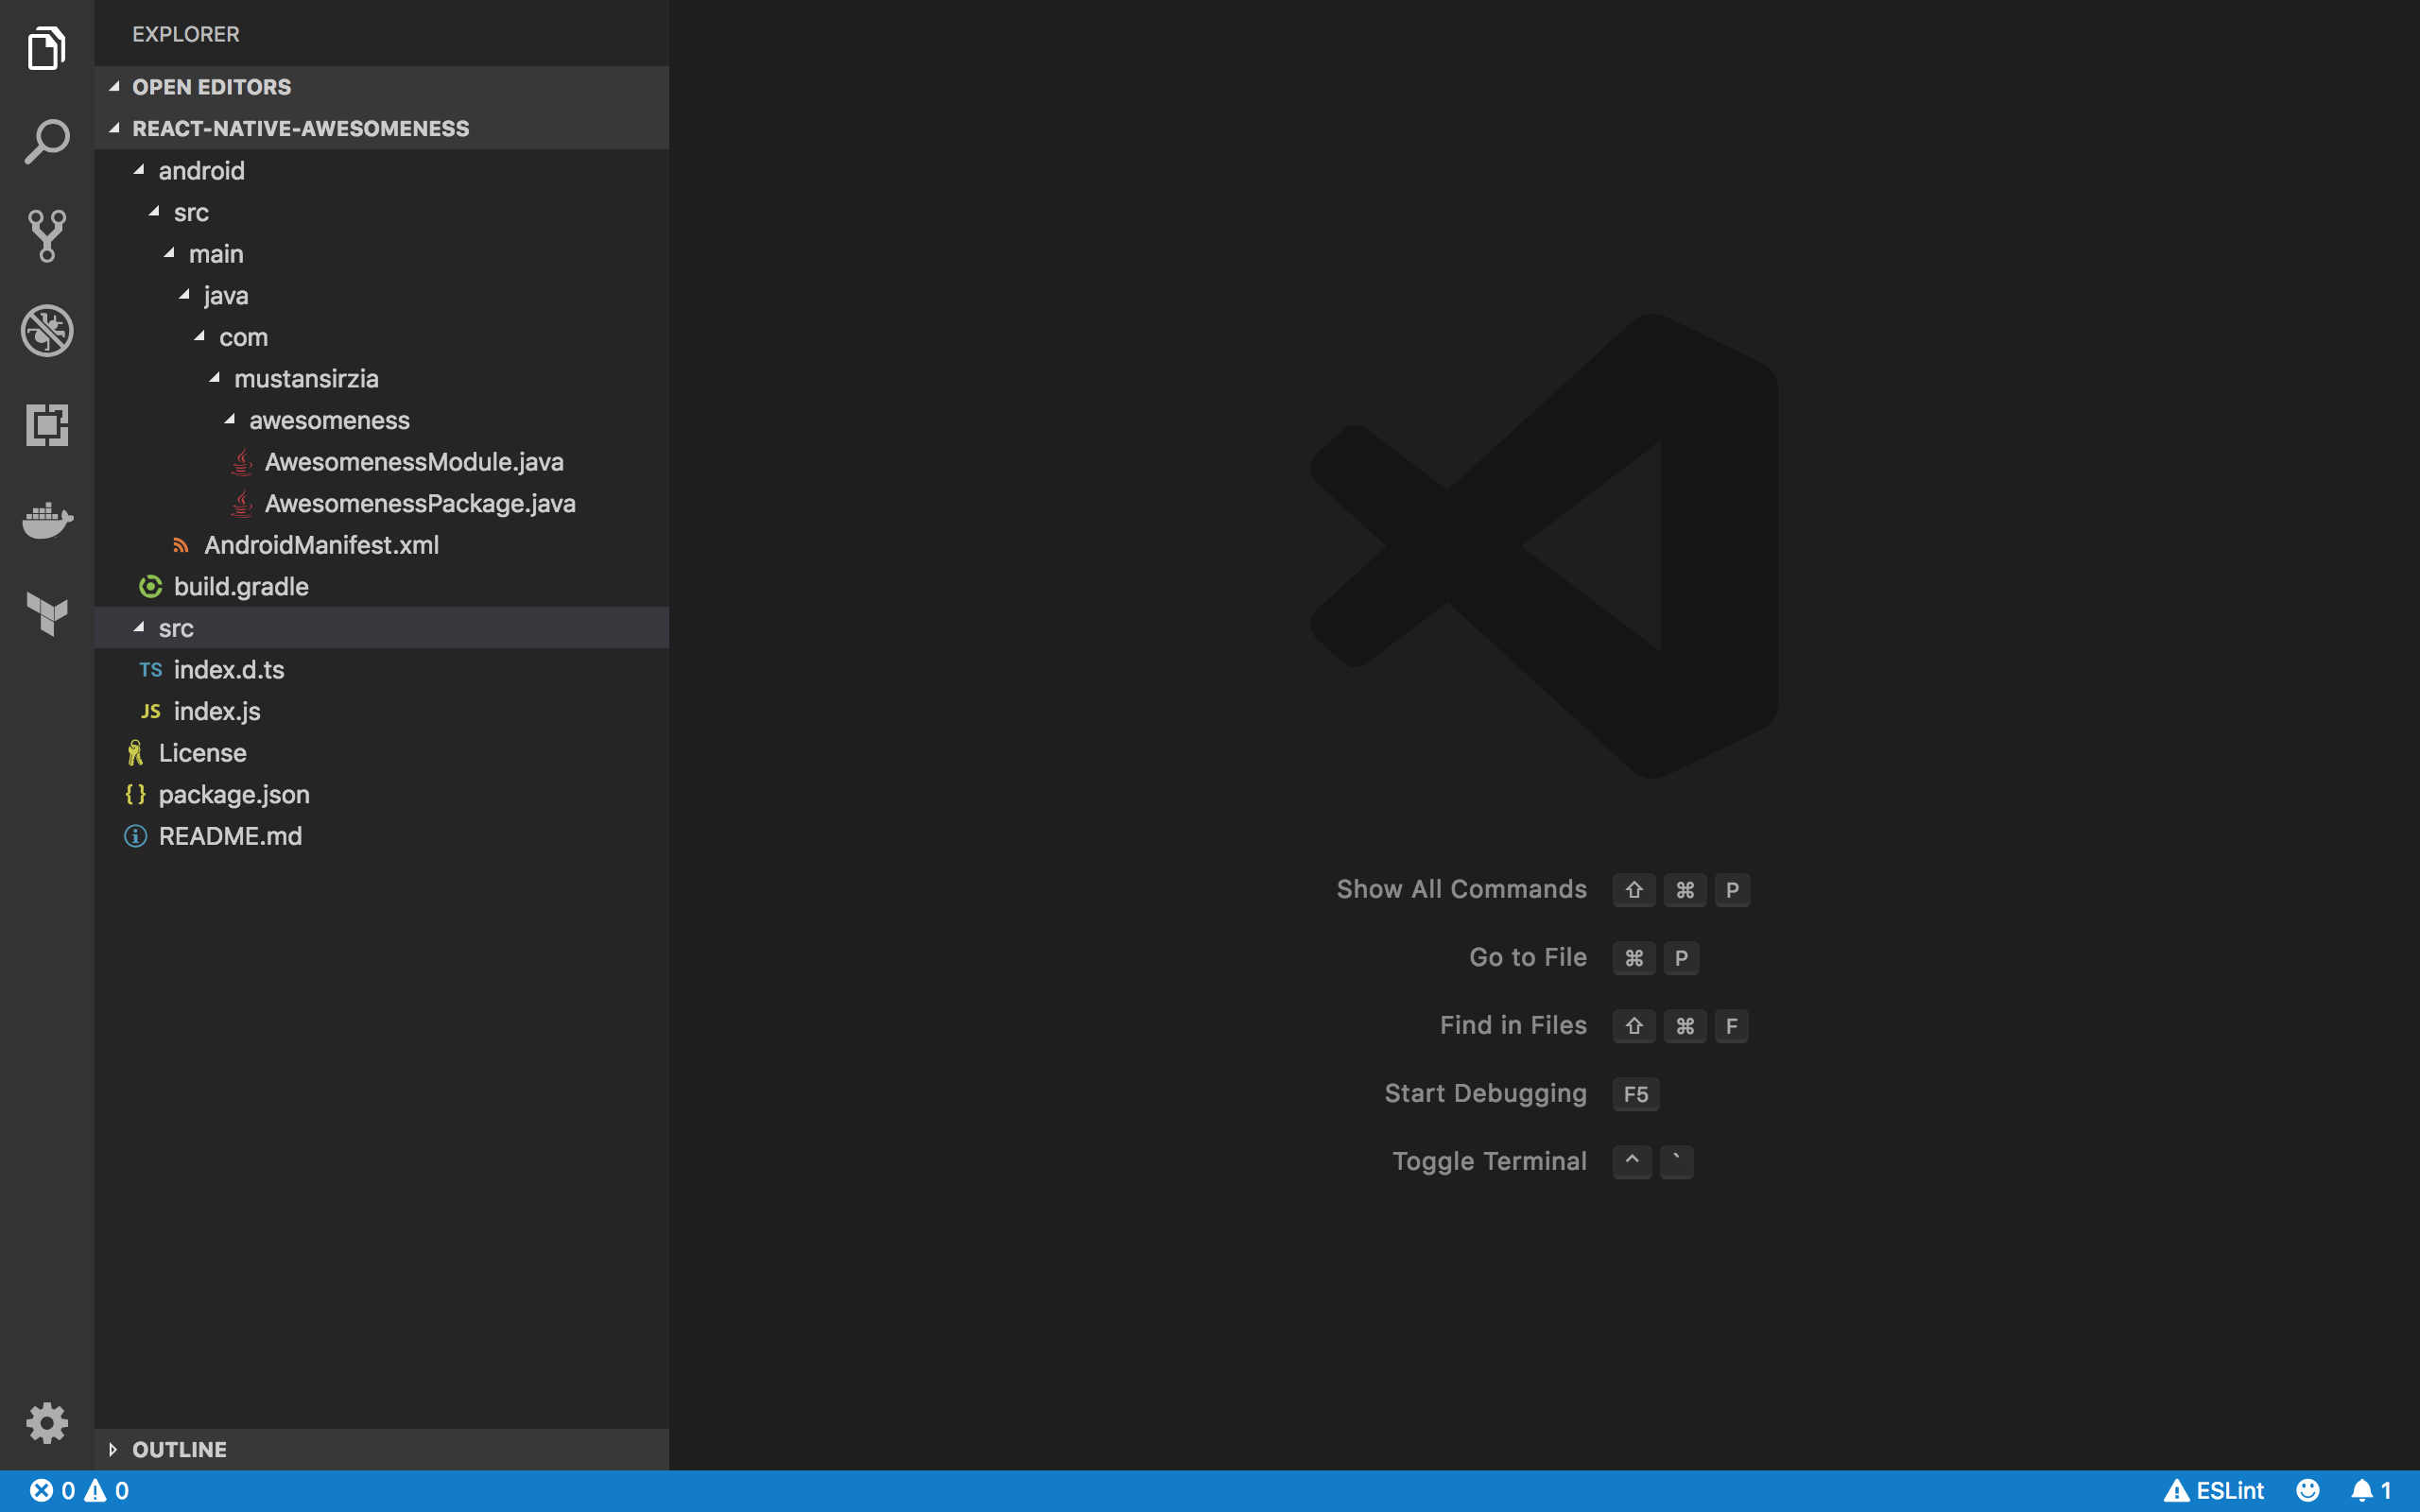 EXPLORER
OPEN EDITORS
REACT-NATIVE-AWESOMENESS
android
src
main
java
com
mustansirzia
awesomeness
AwesomenessModule.java
AwesomenessPackage.java
AndroidManifest.xml
build.gradle
src
TS index.d.ts
JS index.js
License
{ } package.json
README.md
OUTLINE
Show All Commands ⇧ ⌘ P
Go to File ⌘ P
Find in Files ⇧ ⌘ F
Start Debugging F5
Toggle Terminal ^ `
0 0
ESLint 1